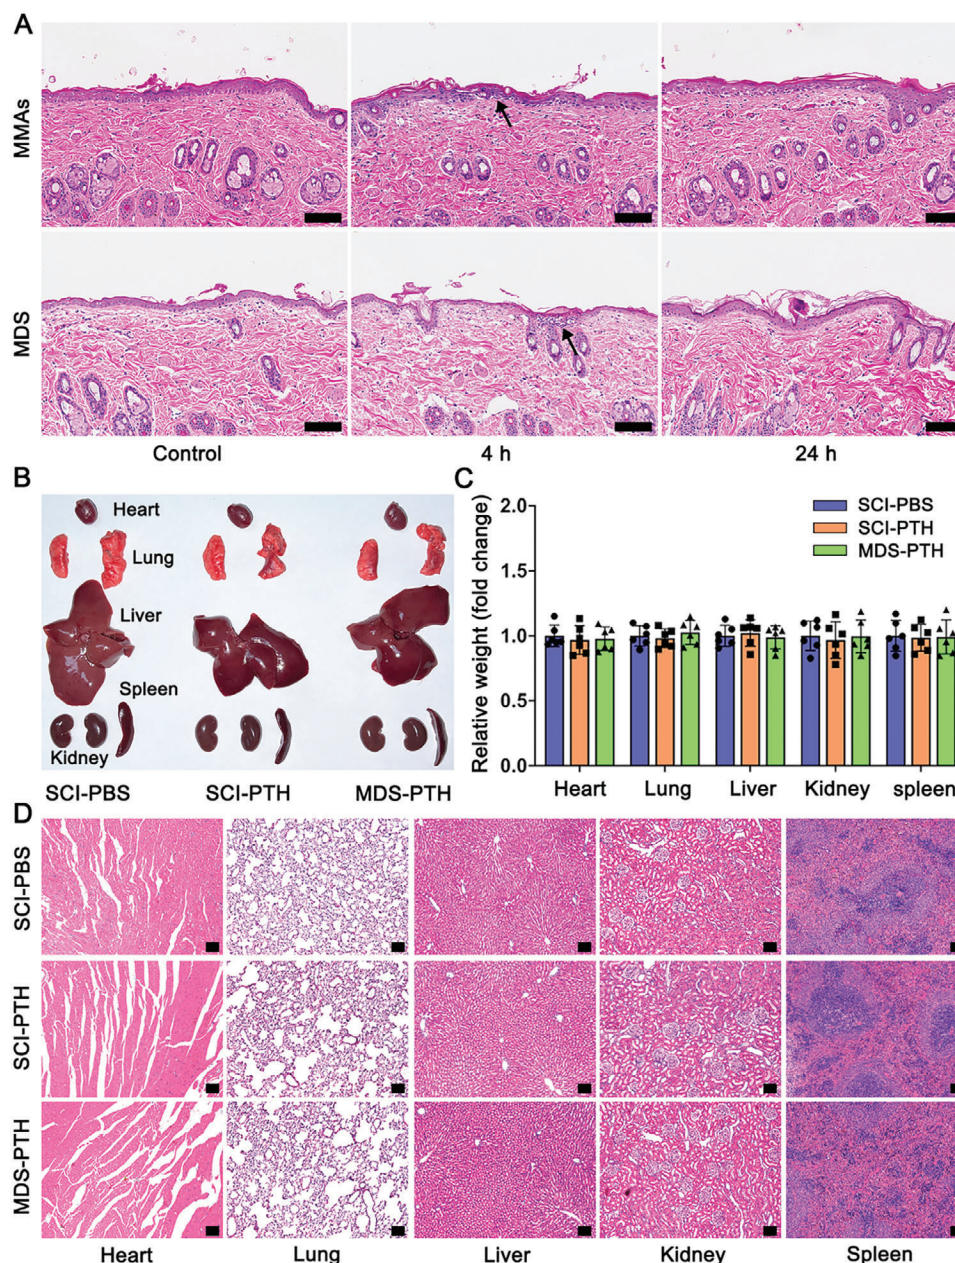 A
MMAs
MDS
Control
4 h
24 h
B
Heart
Lung
Liver
Spleen
Kidney
SCI-PBS
SCI-PTH
MDS-PTH
C
Relative weight (fold change)
2.0
1.5
1.0
0.5
0.0
SCI-PBS
SCI-PTH
MDS-PTH
Heart
Lung
Liver
Kidney
spleen
D
SCI-PBS
SCI-PTH
MDS-PTH
Heart
Lung
Liver
Kidney
Spleen